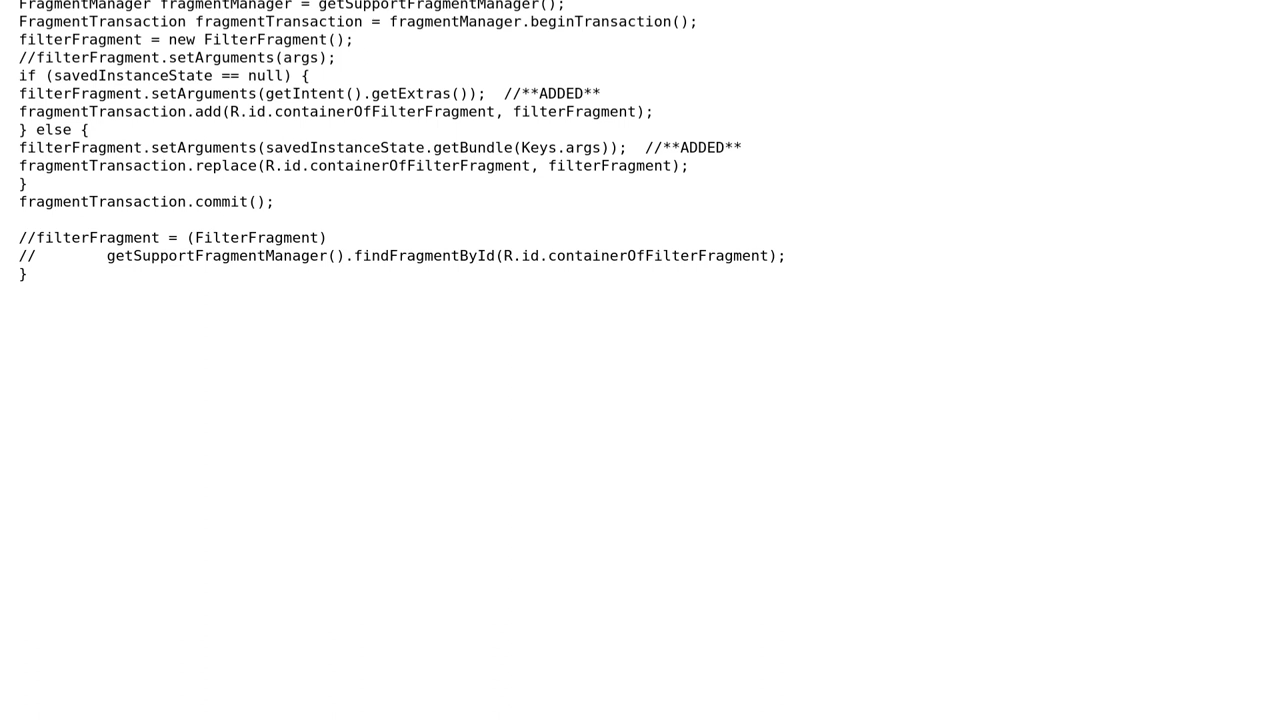 FragmentManager fragmentManager = getSupportFragmentManager();
FragmentTransaction fragmentTransaction = fragmentManager.beginTransaction();
filterFragment = new FilterFragment();
//filterFragment.setArguments(args);
if (savedInstanceState == null) {
filterFragment.setArguments(getIntent().getExtras());  //**ADDED**
fragmentTransaction.add(R.id.containerOfFilterFragment, filterFragment);
} else {
filterFragment.setArguments(savedInstanceState.getBundle(Keys.args));  //**ADDED**
fragmentTransaction.replace(R.id.containerOfFilterFragment, filterFragment);
}
fragmentTransaction.commit();

//filterFragment = (FilterFragment)
//        getSupportFragmentManager().findFragmentById(R.id.containerOfFilterFragment);
}